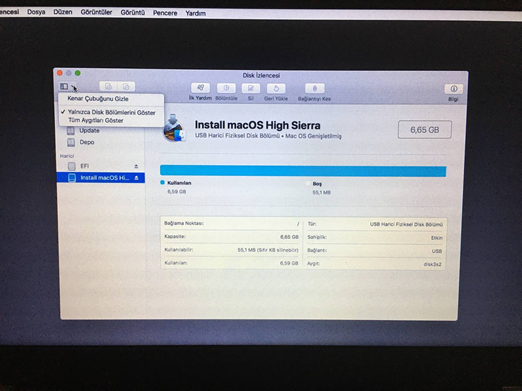 encesi Dosya Düzen Görüntüler Görüntü Pencere Yardım
Disk İzlencesi
İlk Yardım Bölümle Sil Geri Yükle Bağlantıyı Kes Bilgi
Kenar Çubuğunu Gizle
✓ Yalnızca Disk Bölümlerini Göster
Tüm Aygıtları Göster
Update
Depo
Harici
EFI
Install macOS Hi...
Install macOS High Sierra
USB Harici Fiziksel Disk Bölümü • Mac OS Genişletilmiş
6,65 GB
Kullanılan
6,59 GB
Boş
55,1 MB
Bağlama Noktası: /
Kapasite: 6,65 GB
Kullanılabilir: 55,1 MB (Sıfır KB silinebilir)
Kullanılan: 6,59 GB
Tür: USB Harici Fiziksel Disk Bölümü
Sahiplik: Etkin
Bağlantı: USB
Aygıt: disk3s2